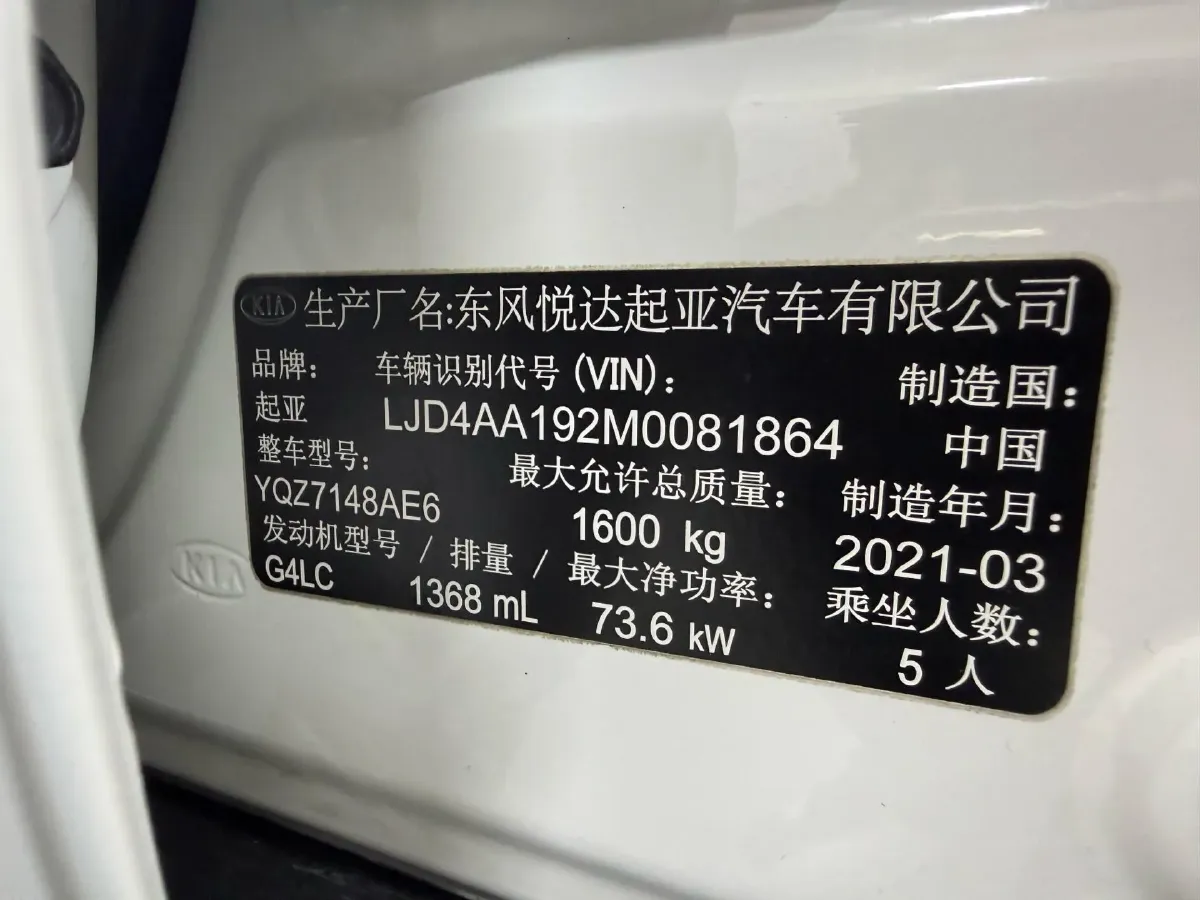 KIA 生产厂名:东风悦达起亚汽车有限公司
品牌: 车辆识别代号(VIN): 制造国:
起亚 LJD4AA192M0081864 中国
整车型号: 最大允许总质量: 制造年月:
YQZ7148AE6 1600 kg 2021-03
发动机型号 / 排量 / 最大净功率: 乘坐人数:
G4LC 1368 mL 73.6 kW 5 人
KIA